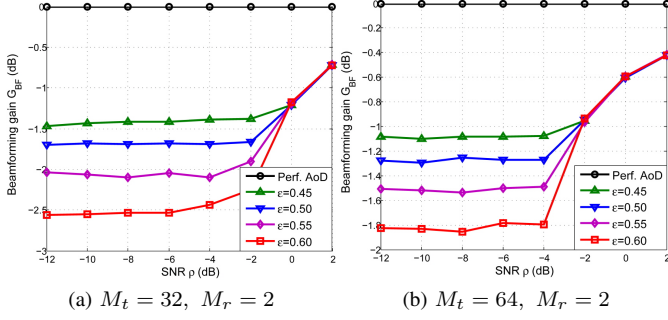 0
−0.5
−1
−1.5
−2
−2.5
−3
Beamforming gain G_BF (dB)
−12 −10 −8 −6 −4 −2 0 2
SNR ρ (dB)
Perf. AoD
ε=0.45
ε=0.50
ε=0.55
ε=0.60
(a) M_t = 32, M_r = 2
0
−0.2
−0.4
−0.6
−0.8
−1
−1.2
−1.4
−1.6
−1.8
−2
Beamforming gain G_BF (dB)
−12 −10 −8 −6 −4 −2 0 2
SNR ρ (dB)
Perf. AoD
ε=0.45
ε=0.50
ε=0.55
ε=0.60
(b) M_t = 64, M_r = 2